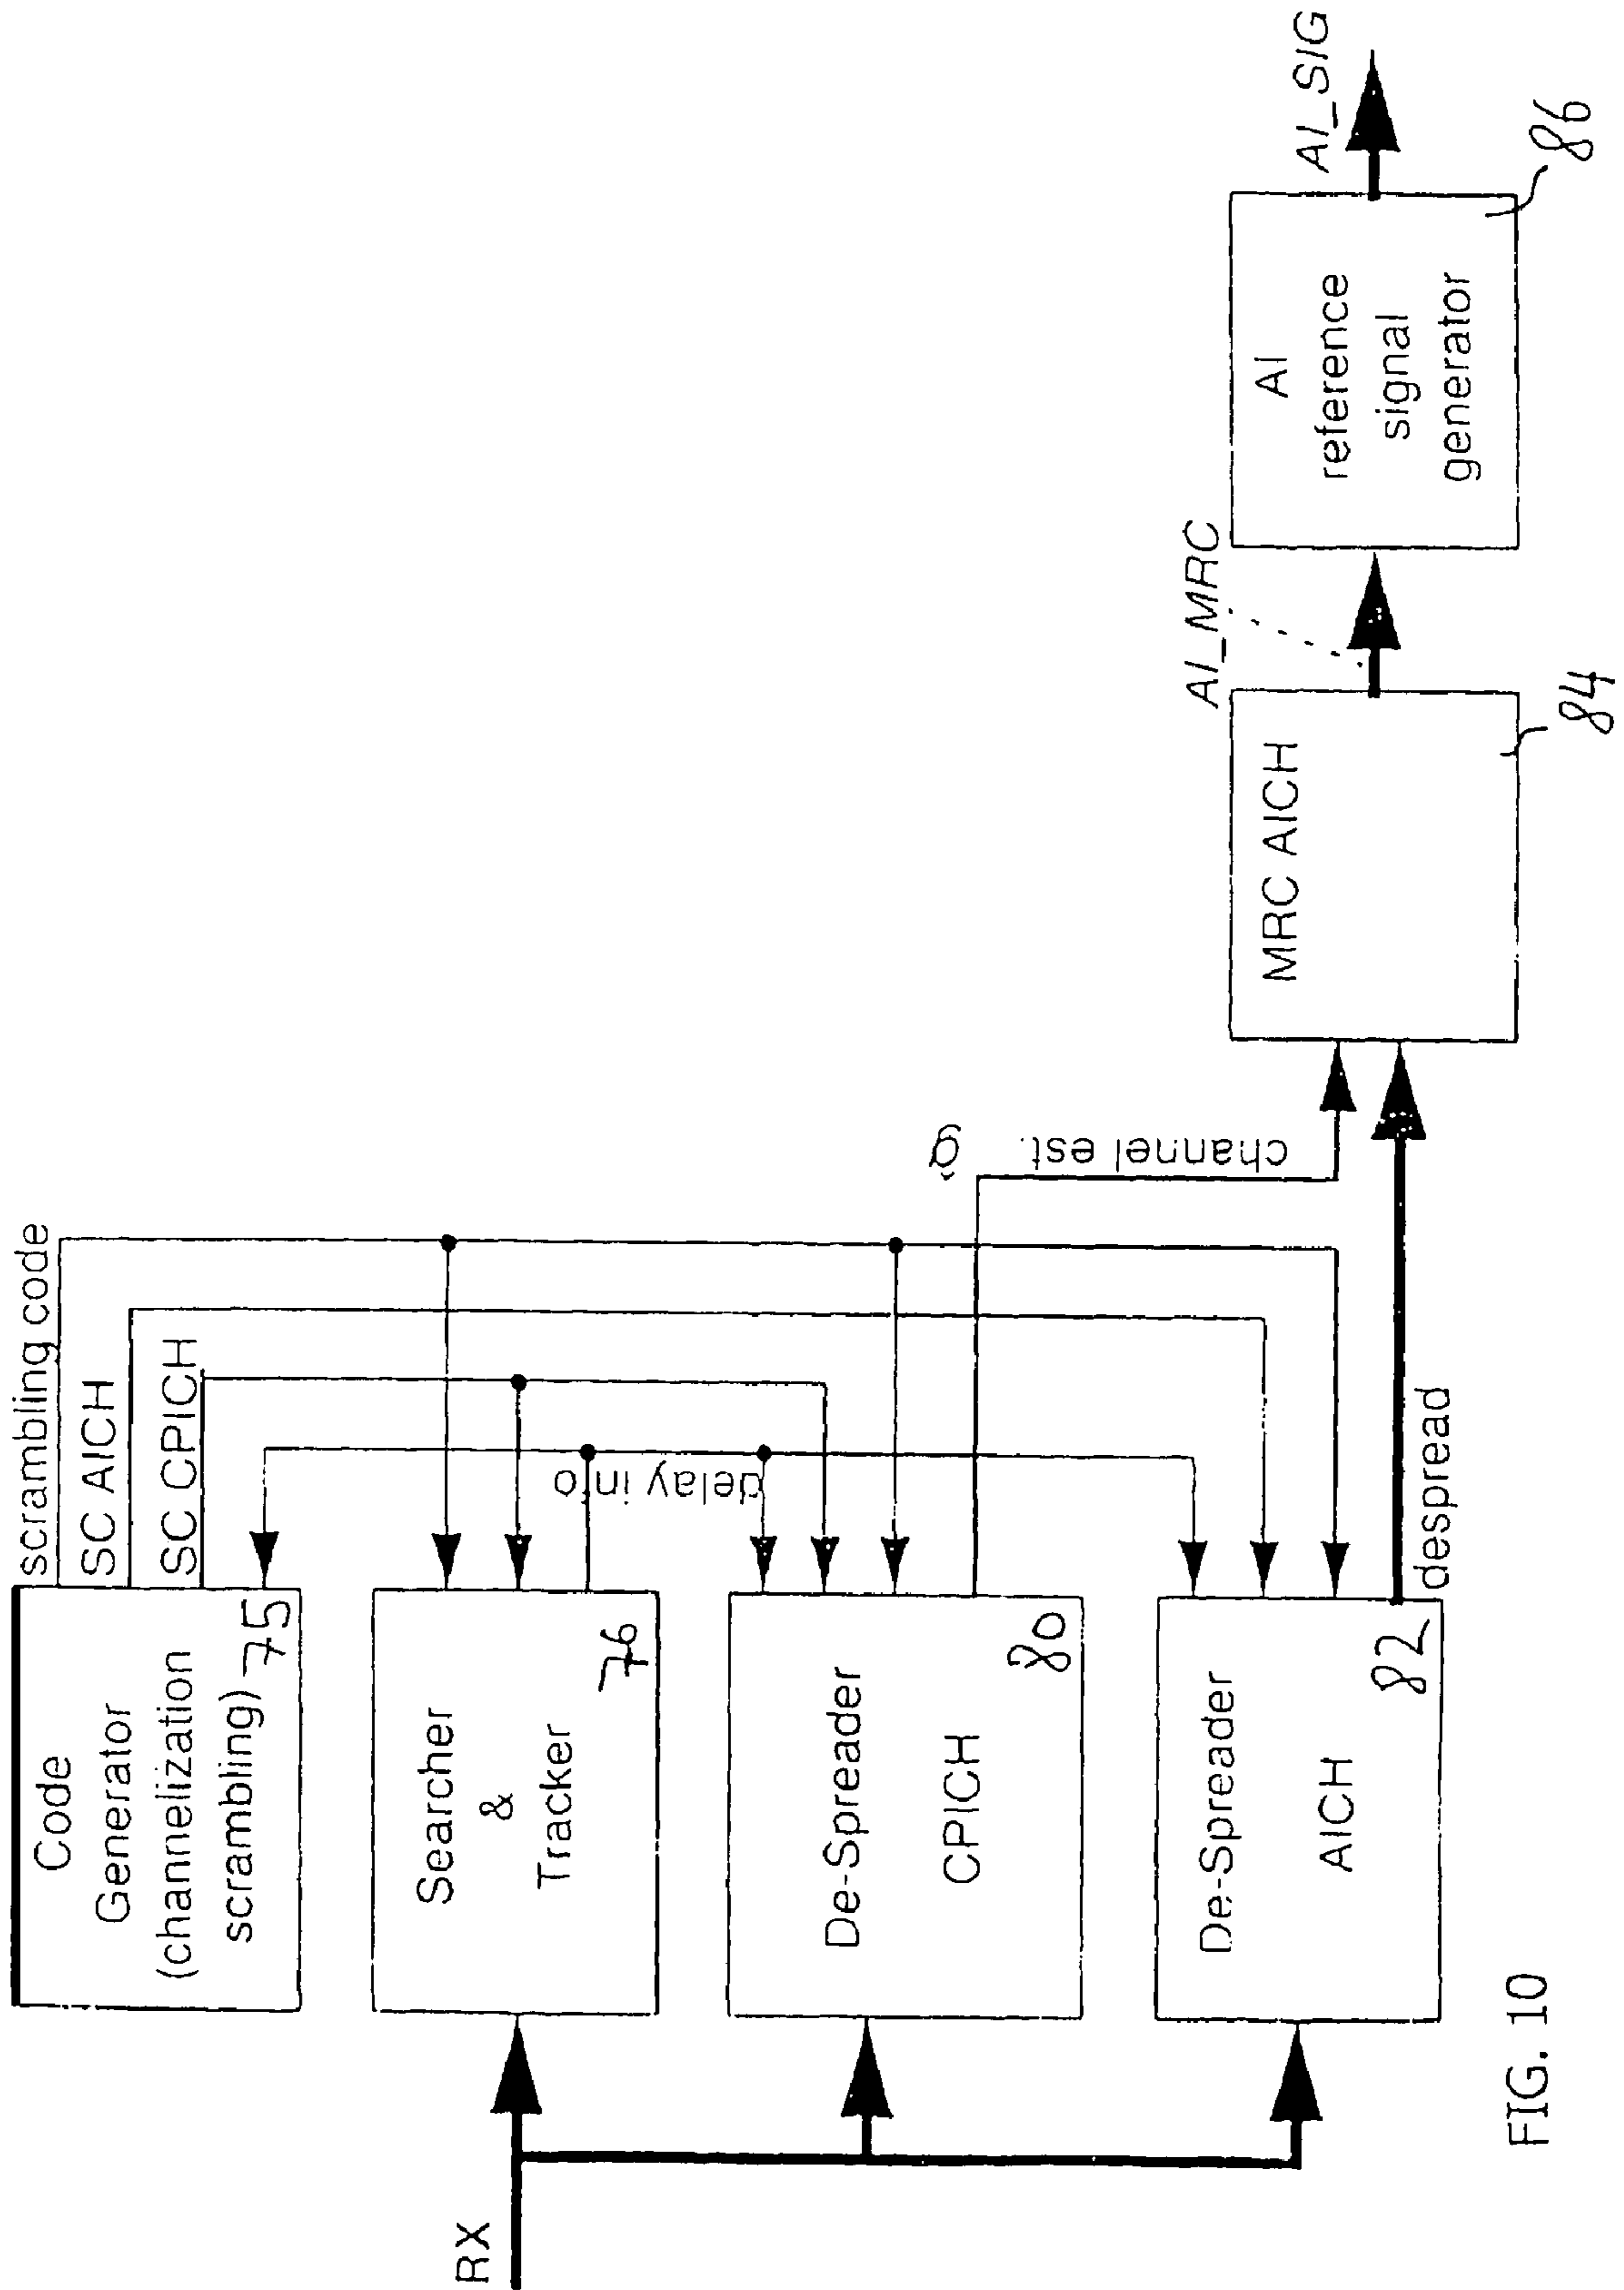 scrambling code
SC AICH
SC CPICH
Code
Generator
(channelization
scrambling) 75
Searcher
&
Tracker
76
delay info
De-Spreader
CPICH
80
channel est. ĝ
De-Spreader
AICH
82
despread
RX
MRC AICH
84
AI_MRC
AI
reference
signal
generator
86
AI_SIG
FIG. 10